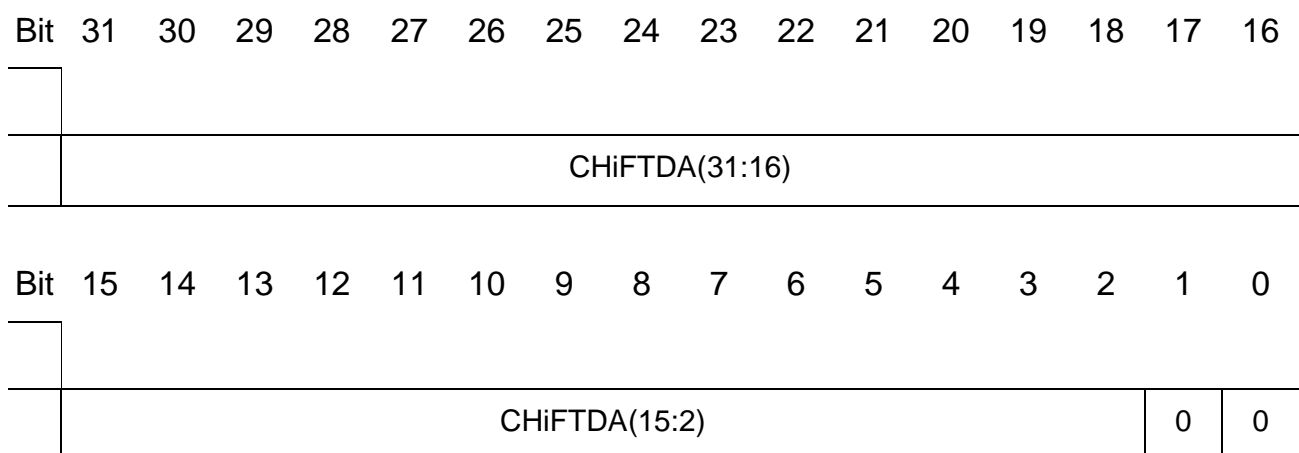 Bit 31 30 29 28 27 26 25 24 23 22 21 20 19 18 17 16
CHiFTDA(31:16)
Bit 15 14 13 12 11 10 9 8 7 6 5 4 3 2 1 0
CHiFTDA(15:2) 0 0